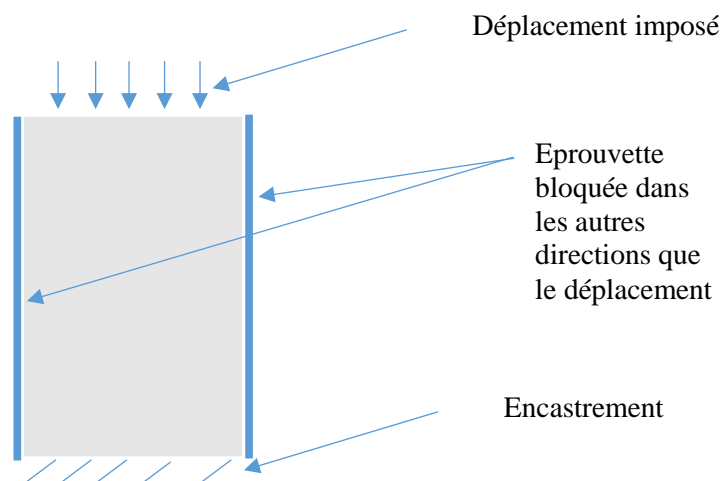 Déplacement imposé
Eprouvette
bloquée dans
les autres
directions que
le déplacement
Encastrement